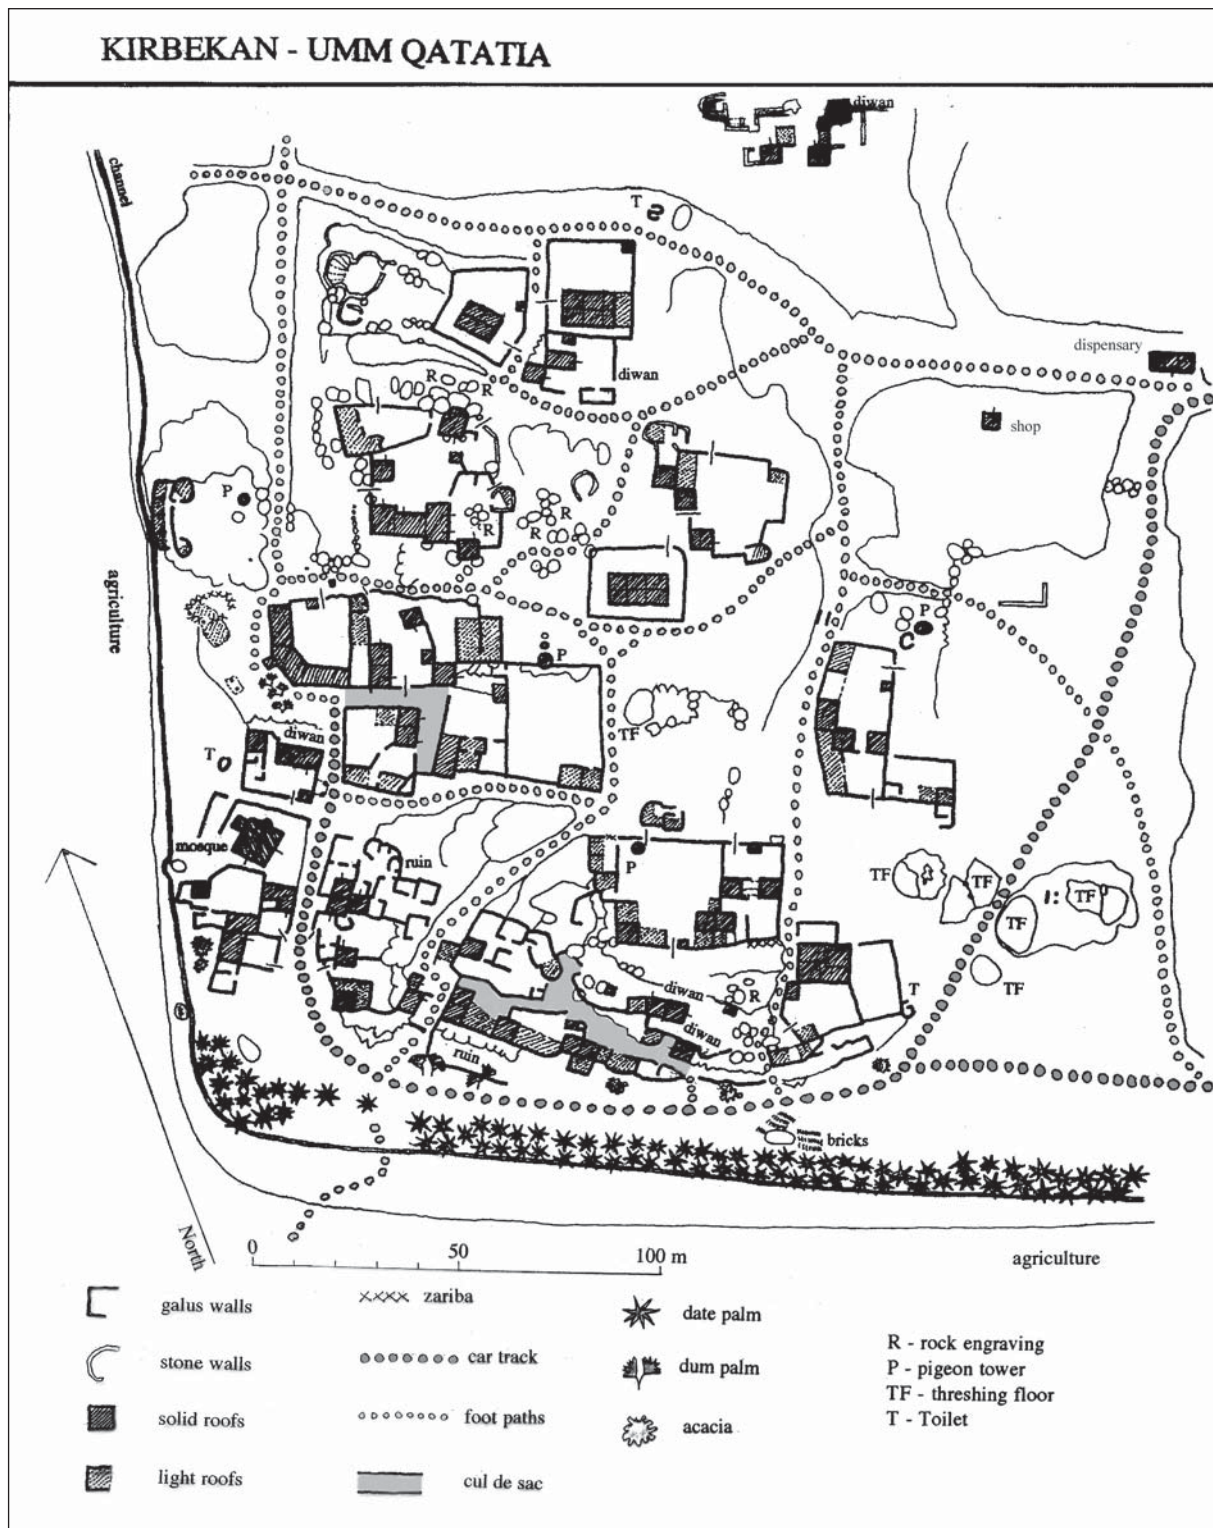 KIRBEKAN - UMM QATATIA
diwan
channel
T
dispensary
R
R
diwan
shop
P
R
R
agriculture
P
P
TF
diwan
T
mosque
ruin
P
TF
TF
TF
TF
TF
diwan
R
T
diwan
ruin
bricks
North
0
50
100 m
agriculture
galus walls
stone walls
solid roofs
light roofs
xxxx zariba
car track
foot paths
cul de sac
date palm
dum palm
acacia
R - rock engraving
P - pigeon tower
TF - threshing floor
T - Toilet